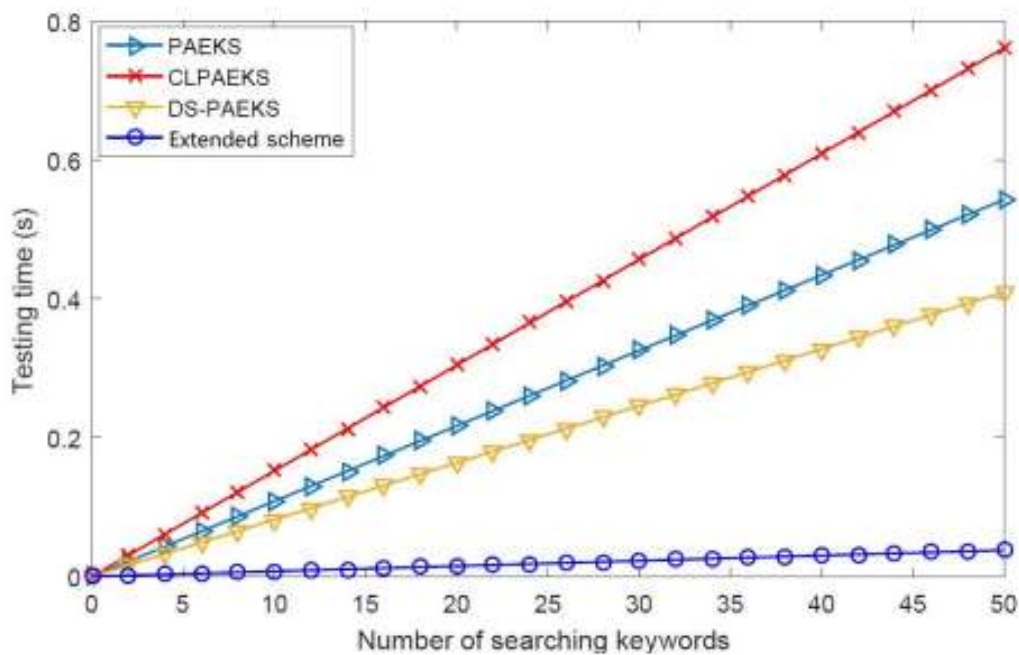 0.8
PAEKS
CLPAEKS
DS-PAEKS
Extended scheme
0.6
0.4
0.2
0
Testing time (s)
0 5 10 15 20 25 30 35 40 45 50
Number of searching keywords